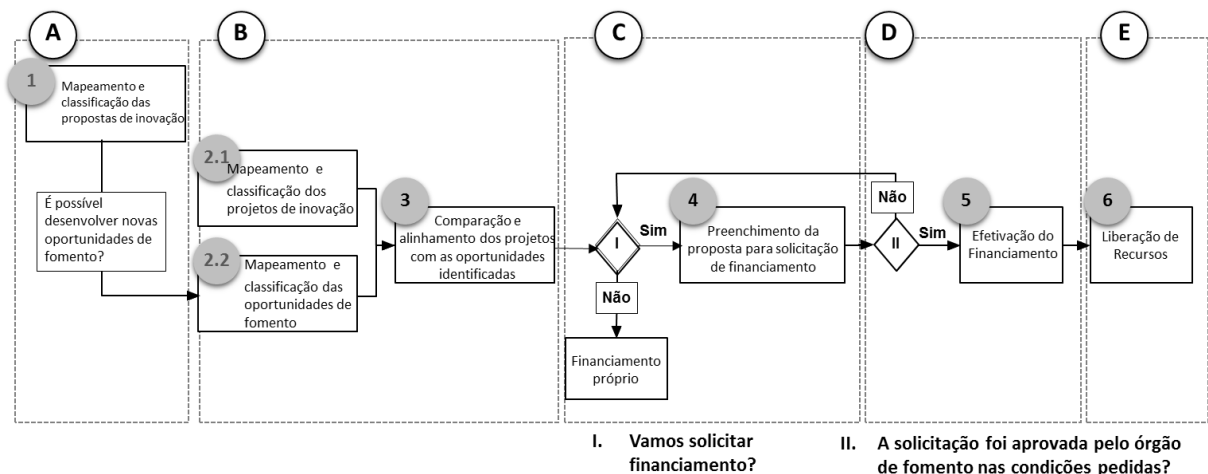 A
B
C
D
E
1
Mapeamento e
classificação das
propostas de inovação
É possível
desenvolver novas
oportunidades de
fomento?
2.1
Mapeamento e
classificação dos
projetos de inovação
2.2
Mapeamento e
classificação das
oportunidades de
fomento
3
Comparação e
alinhamento dos projetos
com as oportunidades
identificadas
I
Sim
Não
Financiamento
próprio
4
Preenchimento da
proposta para solicitação
de financiamento
Não
II
Sim
5
Efetivação do
Financiamento
6
Liberação de
Recursos
I. Vamos solicitar
financiamento?
II. A solicitação foi aprovada pelo órgão
de fomento nas condições pedidas?